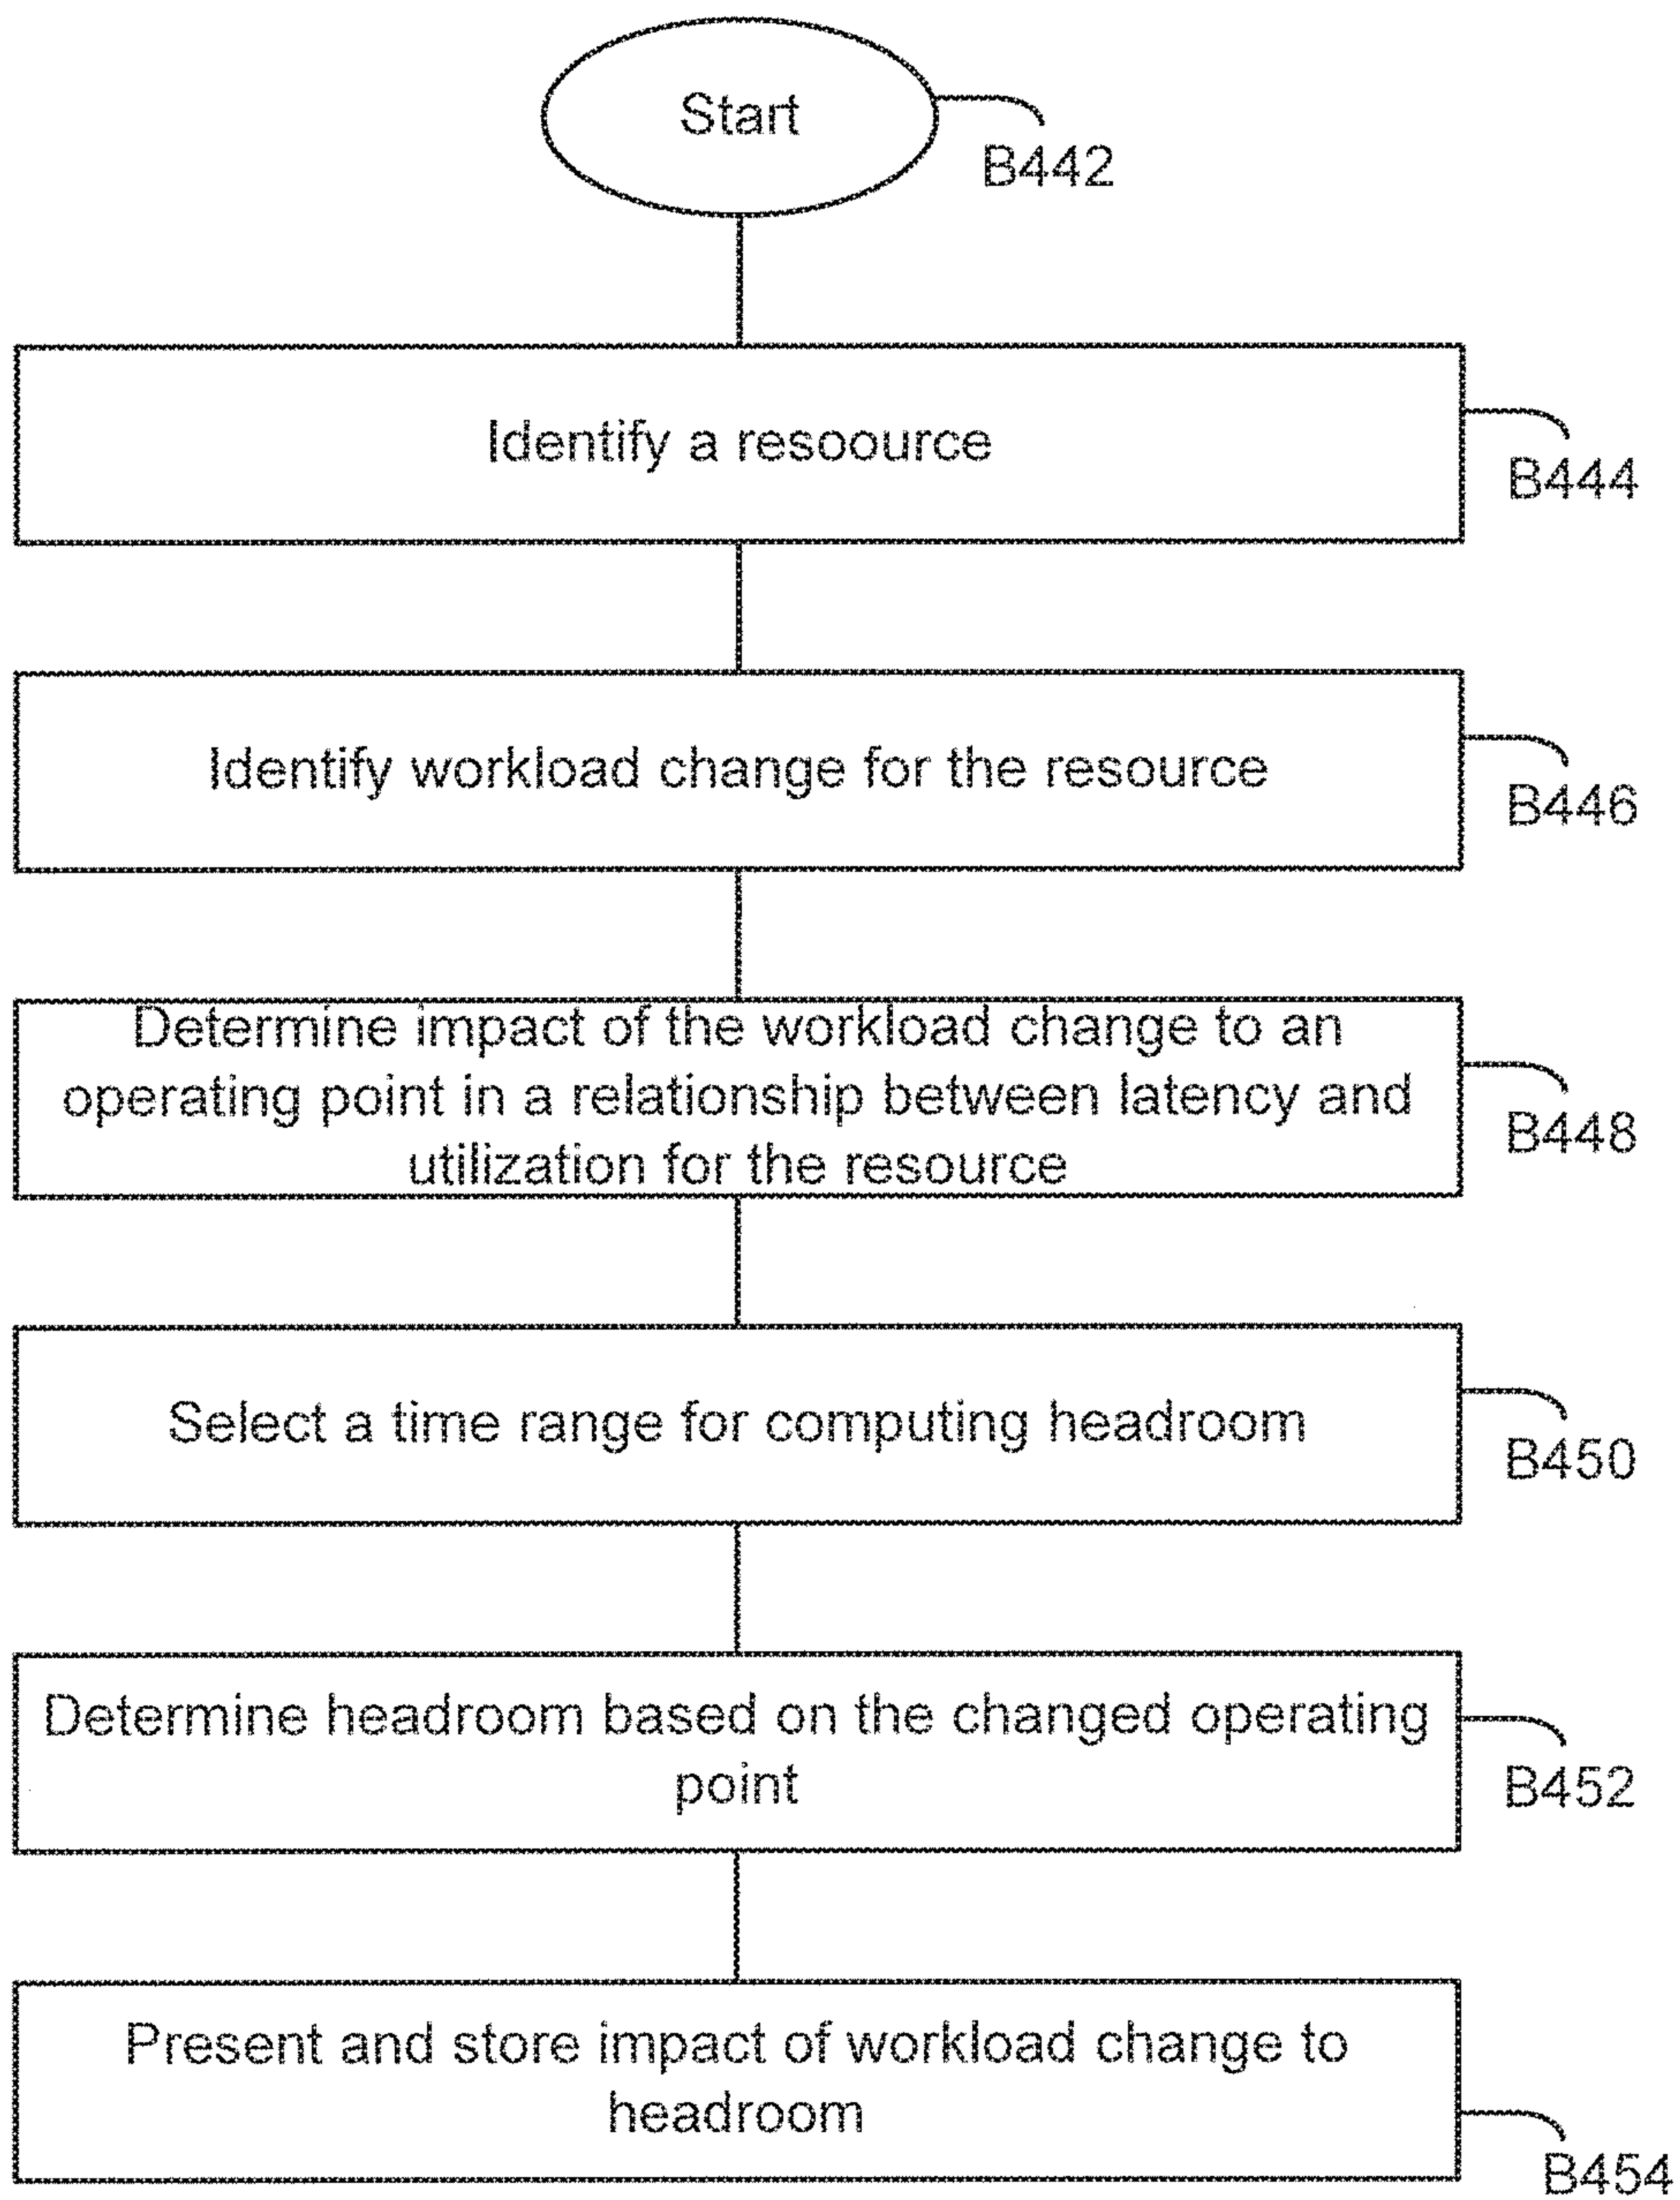 Start
B442
Identify a resoource
B444
Identify workload change for the resource
B446
Determine impact of the workload change to an
operating point in a relationship between latency and
utilization for the resource
B448
Select a time range for computing headroom
B450
Determine headroom based on the changed operating
point
B452
Present and store impact of workload change to
headroom
B454